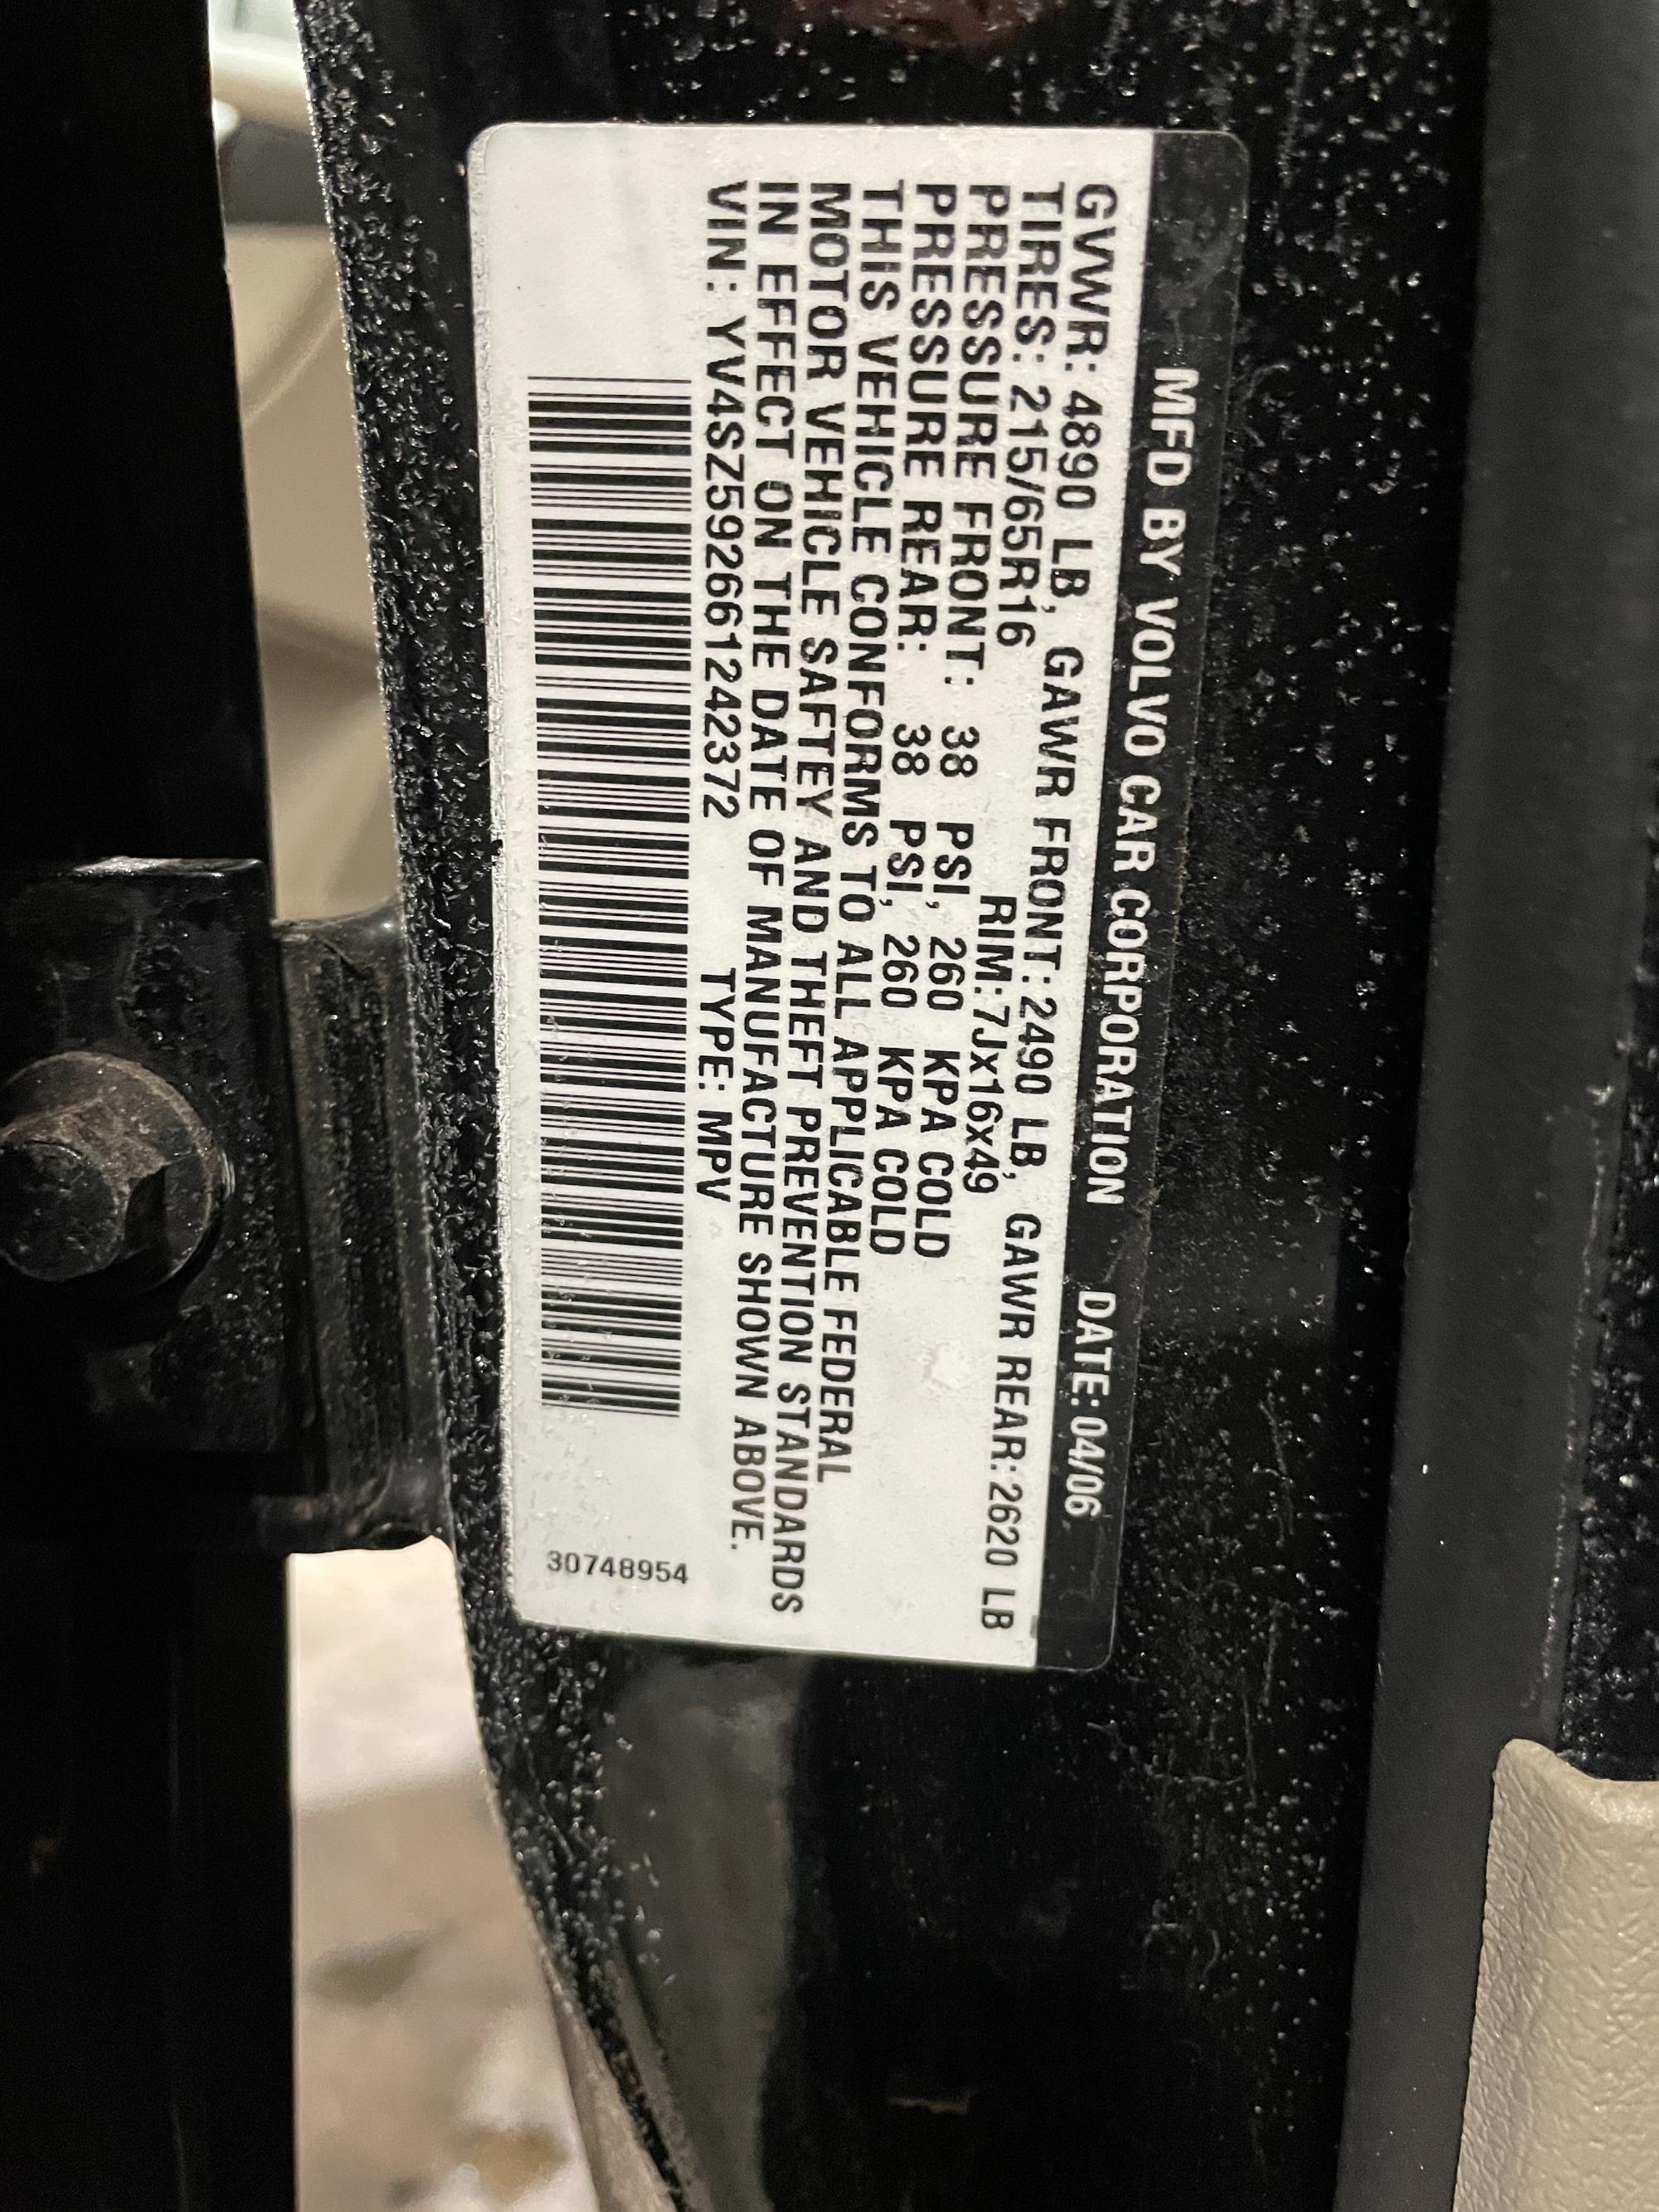 MFD BY VOLVO CAR CORPORATION DATE: 04/06
GVWR: 4890 LB, GAWR FRONT: 2490 LB, GAWR REAR: 2620 LB
TIRES: 215/65R16 RIM: 7Jx16x49
PRESSURE FRONT: 38 PSI, 260 KPA COLD
PRESSURE REAR: 38 PSI, 260 KPA COLD
THIS VEHICLE CONFORMS TO ALL APPLICABLE FEDERAL
MOTOR VEHICLE SAFTEY AND THEFT PREVENTION STANDARDS
IN EFFECT ON THE DATE OF MANUFACTURE SHOWN ABOVE.
VIN: YV4SZ592661242372 TYPE: MPV
30748954